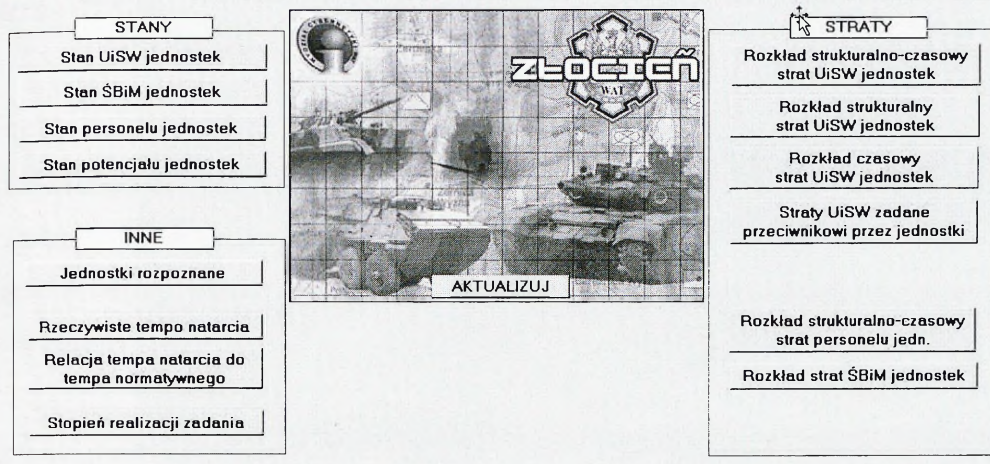 STANY
Stan UiSW jednostek
Stan ŚBiM jednostek
Stan personelu jednostek
Stan potencjału jednostek
INNE
Jednostki rozpoznane
Rzeczywiste tempo natarcia
Relacja tempa natarcia do
tempa normatywnego
Stopień realizacji zadania
ZŁOCIEŃ
WAT
AKTUALIZUJ
STRATY
Rozkład strukturalno-czasowy
strat UiSW jednostek
Rozkład strukturalny
strat UiSW jednostek
Rozkład czasowy
strat UiSW jednostek
Straty UiSW zadane
przeciwnikowi przez jednostki
Rozkład strukturalno-czasowy
strat personelu jedn.
Rozkład strat ŚBiM jednostek